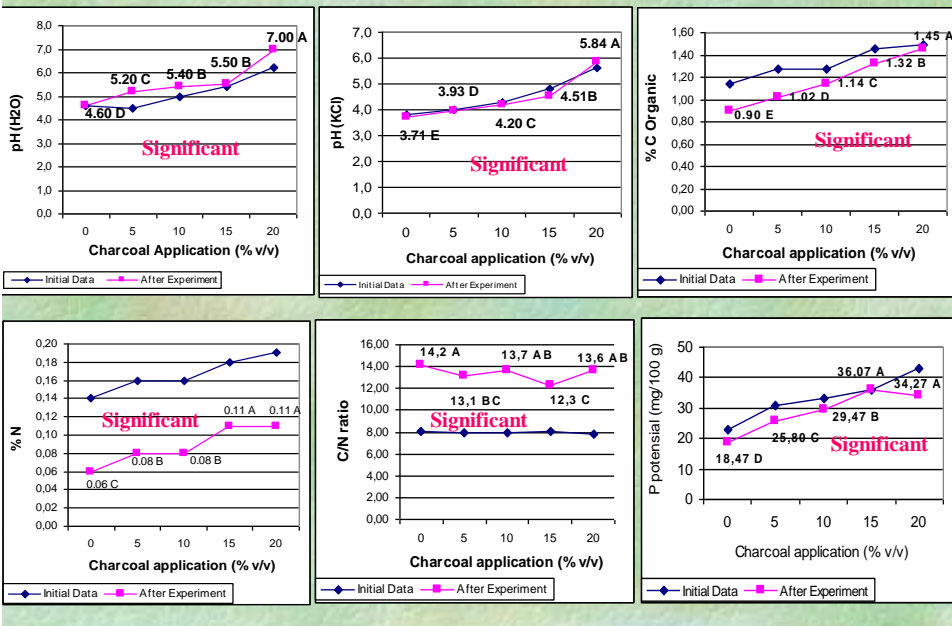 8,0
7,0
6,0
5,0
4,0
3,0
2,0
1,0
0,0
pH (H2O)
4.60 D
5.20 C
5.40 B
5.50 B
7.00 A
Significant
0 5 10 15 20
Charcoal Application (% v/v)
Initial Data After Experiment
7,0
6,0
5,0
4,0
3,0
2,0
1,0
0,0
pH (KCl)
3.71 E
3.93 D
4.20 C
4.51B
5.84 A
Significant
0 5 10 15 20
Charcoal application (% v/v)
Initial Data After Experiment
1,60
1,40
1,20
1,00
0,80
0,60
0,40
0,20
0,00
% C Organic
0.90 E
1.02 D
1.14 C
1.32 B
1.45 A
Significant
0 5 10 15 20
Charcoal application (% v/v)
Initial Data After Experiment
0,20
0,18
0,16
0,14
0,12
0,10
0,08
0,06
0,04
0,02
0,00
% N
0.06 C
0.08 B
0.08 B
0.11 A
0.11 A
Significant
0 5 10 15 20
Charcoal application (% v/v)
Initial Data After Experiment
16,00
14,00
12,00
10,00
8,00
6,00
4,00
2,00
0,00
C/N ratio
14,2 A
13,1 BC
13,7 AB
12,3 C
13,6 AB
Significant
0 5 10 15 20
Charcoal application (% v/v)
Initial Data After Experiment
50
40
30
20
10
0
P potensial (mg/100 g)
18,47 D
25,80 C
29,47 B
36.07 A
34,27 A
Significant
0 5 10 15 20
Charcoal application (% v/v)
Initial Data After Experiment